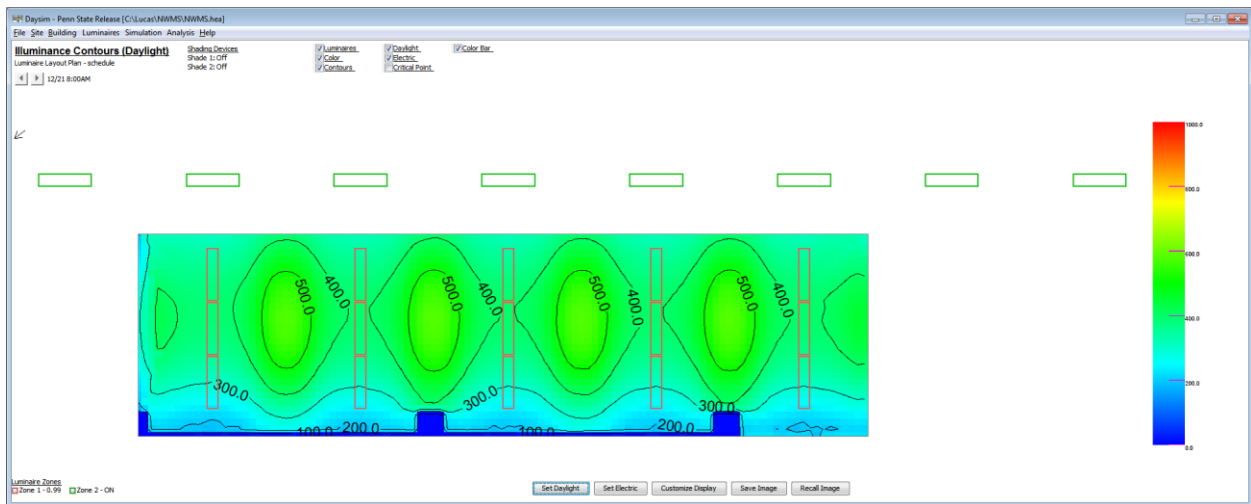 Daysim - Penn State Release [C:\Lucas\NWMS\NWMS.hea]
File Site Building Luminaires Simulation Analysis Help
Illuminance Contours (Daylight)
Luminaire Layout Plan - schedule
12/21 8:00AM
Shading Devices
Shade 1: Off
Shade 2: Off
Luminaires
Color
Contours
Daylight
Electric
Critical Point
Color Bar
1000.0
800.0
600.0
400.0
200.0
0.0
500.0 400.0 500.0 400.0 500.0 400.0 500.0 400.0
300.0 300.0 300.0
100.0 200.0 100.0 200.0
Luminaire Zones
Zone 1 - 0.99 Zone 2 - ON
Set Daylight Set Electric Customize Display Save Image Recall Image